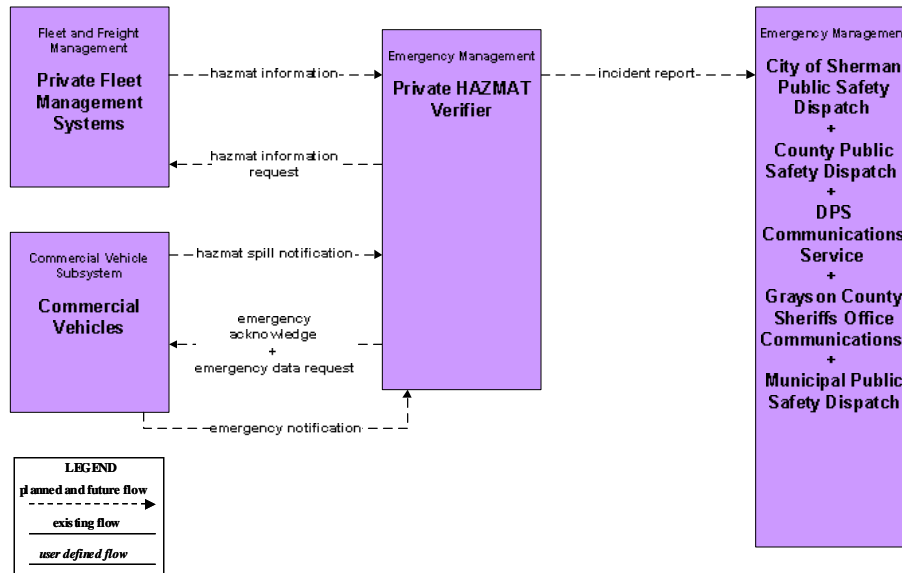 Fleet and Freight
Management
Private Fleet
Management
Systems
hazmat information
hazmat information
request
Emergency Management
Private HAZMAT
Verifier
incident report
Emergency Management
City of Sherman
Public Safety
Dispatch
+
County Public
Safety Dispatch
+
DPS
Communications
Service
+
Grayson County
Sheriffs Office
Communications
+
Municipal Public
Safety Dispatch
Commercial Vehicle
Subsystem
Commercial
Vehicles
hazmat spill notification
emergency
acknowledge
+
emergency data request
emergency notification
LEGEND
planned and future flow
existing flow
user defined flow